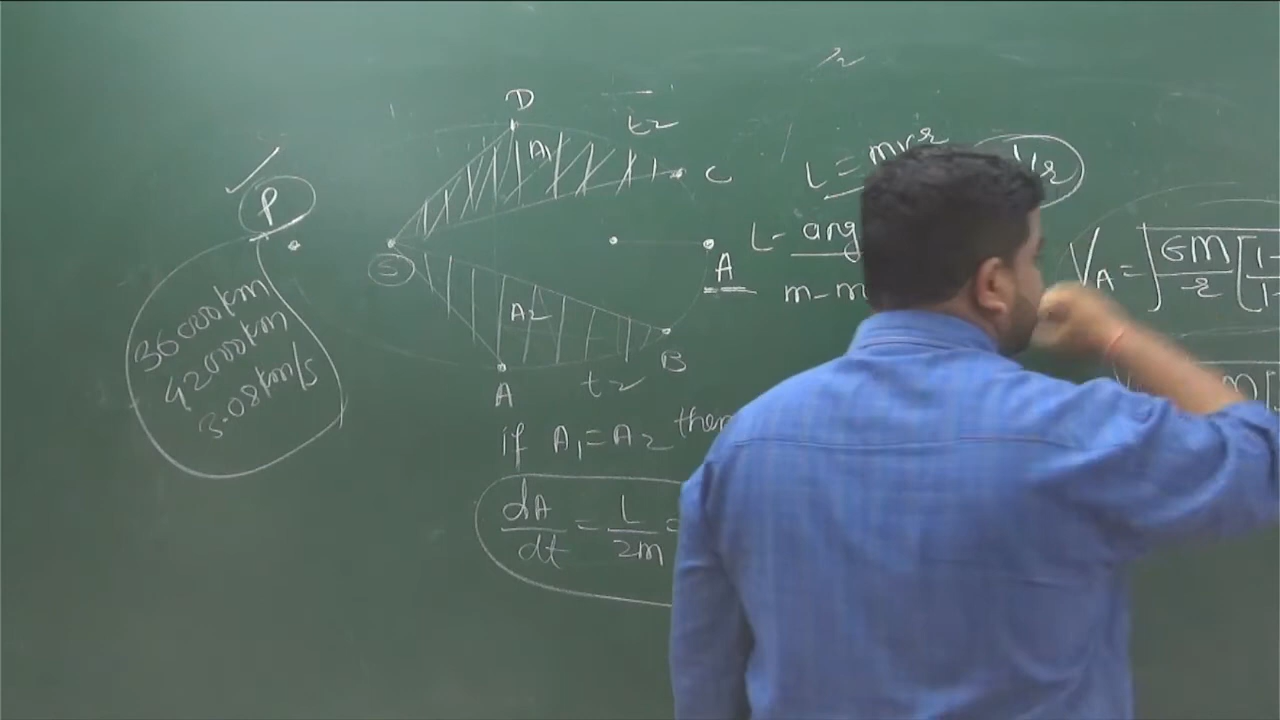 P
36000km
42000km
3.08km/s
D
A1
t2
C
S
A
A2
A
t2
B
if A1=A2 then
dA/dt = L/2m =
L = mvr
L - ang
m - m
VA = √GM/r [1-